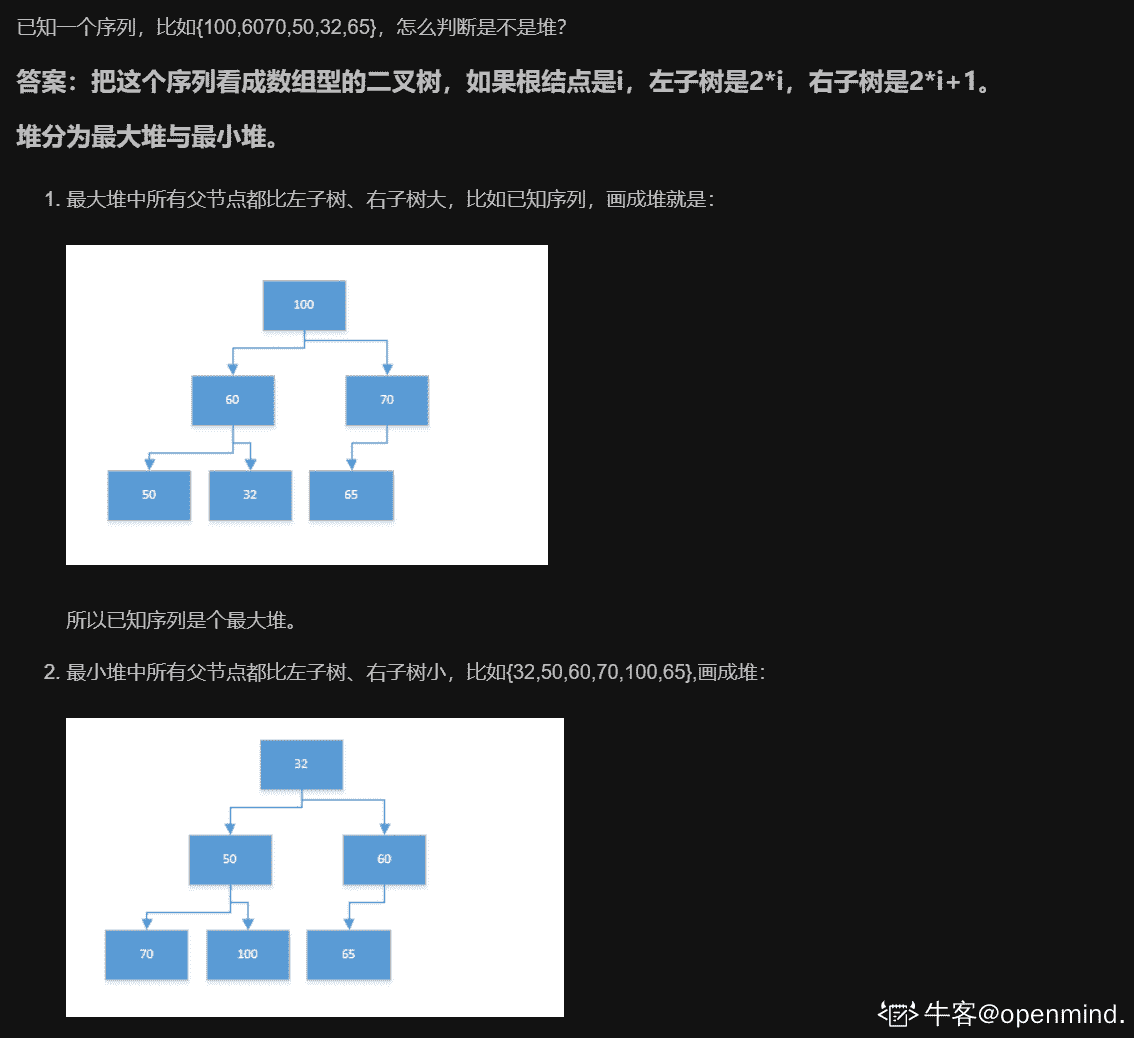 已知一个序列，比如{100,6070,50,32,65}，怎么判断是不是堆？
答案：把这个序列看成数组型的二叉树，如果根结点是i，左子树是2*i，右子树是2*i+1。
堆分为最大堆与最小堆。
1. 最大堆中所有父节点都比左子树、右子树大，比如已知序列，画成堆就是：
100
60 70
50 32 65
所以已知序列是个最大堆。
2. 最小堆中所有父节点都比左子树、右子树小，比如{32,50,60,70,100,65},画成堆：
32
50 60
70 100 65
牛客@openmind.